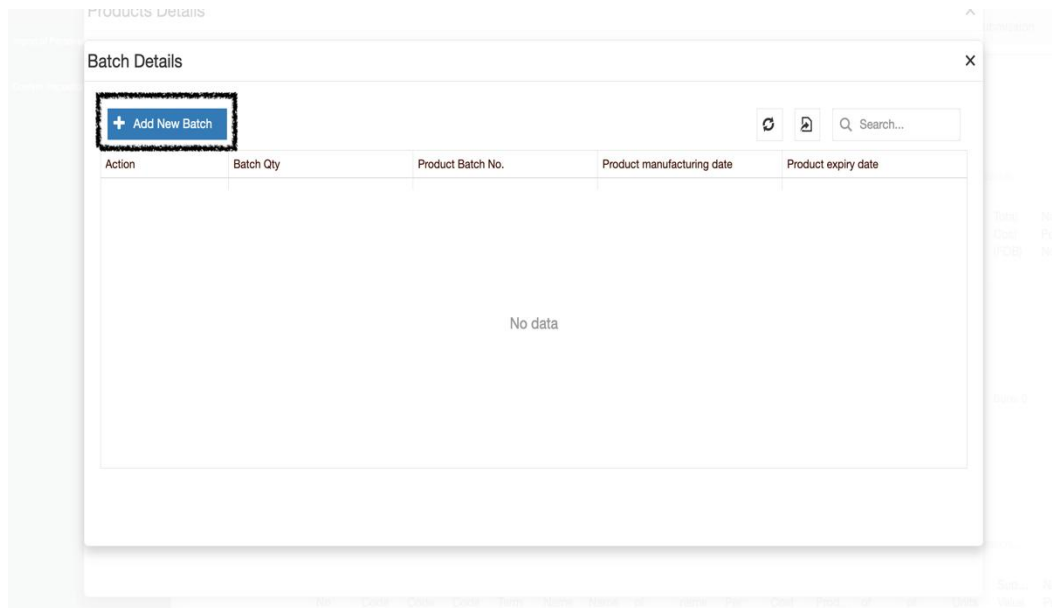 Products Details
Batch Details
Add New Batch
Search...
Action Batch Qty Product Batch No. Product manufacturing date Product expiry date
No data